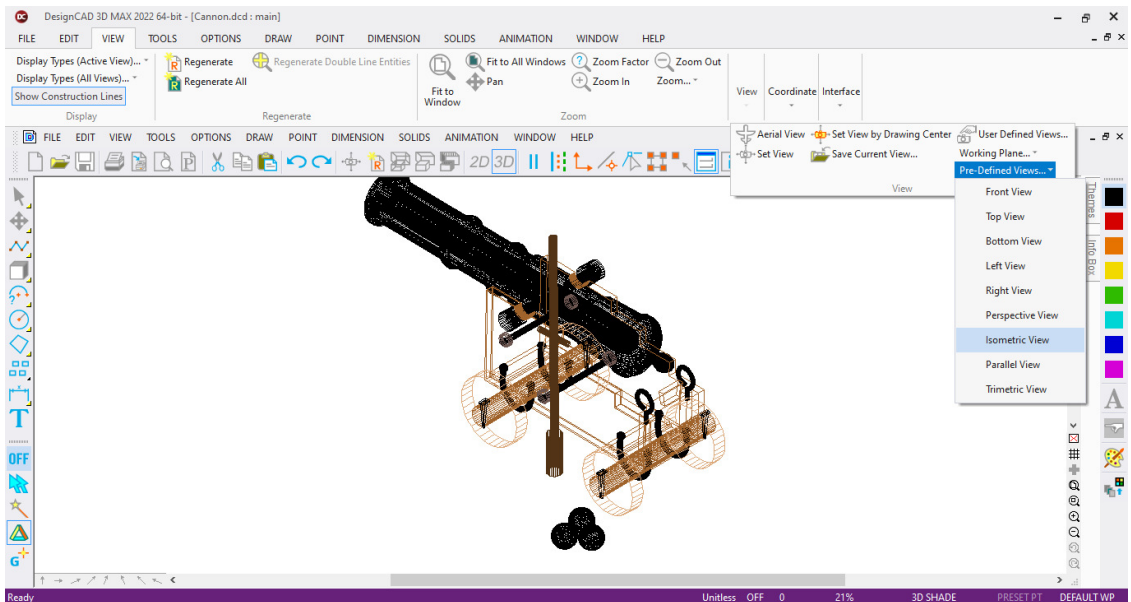 DesignCAD 3D MAX 2022 64-bit - [Cannon.dcd : main]
FILE EDIT VIEW TOOLS OPTIONS DRAW POINT DIMENSION SOLIDS ANIMATION WINDOW HELP
Display Types (Active View)...
Display Types (All Views)...
Show Construction Lines
Display
Regenerate
Regenerate All
Regenerate Double Line Entities
Regenerate
Fit to Window
Fit to All Windows
Pan
Zoom Factor
Zoom In
Zoom Out
Zoom...
Zoom
View
Coordinate
Interface
FILE EDIT VIEW TOOLS OPTIONS DRAW POINT DIMENSION SOLIDS ANIMATION WINDOW HELP
2D 3D
Aerial View
Set View by Drawing Center
User Defined Views...
Set View
Save Current View...
Working Plane...
Pre-Defined Views...
View
Front View
Top View
Bottom View
Left View
Right View
Perspective View
Isometric View
Parallel View
Trimetric View
Themes
Info Box
T
OFF
G
A
Ready
Unitless OFF 0 21% 3D SHADE PRESET PT DEFAULT WP